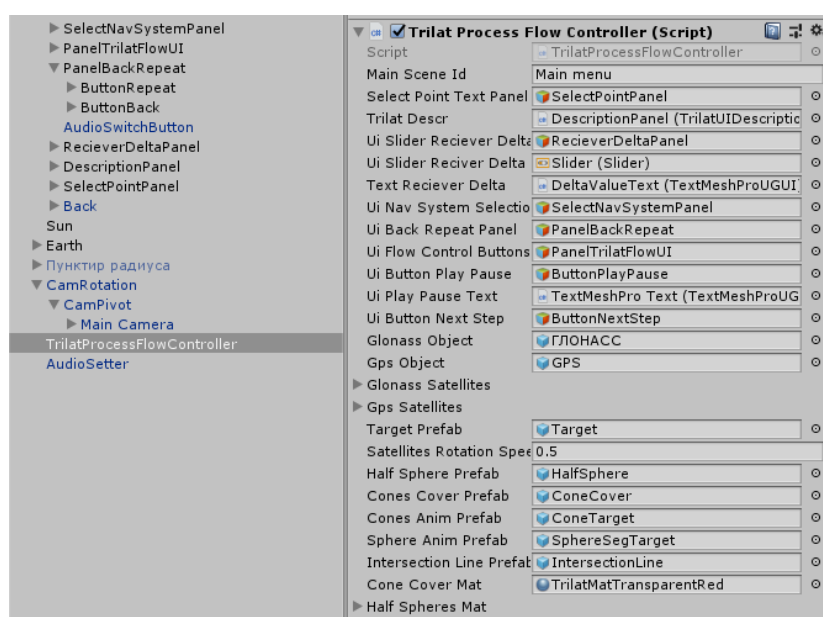 SelectNavSystemPanel
PanelTrilatFlowUI
PanelBackRepeat
ButtonRepeat
ButtonBack
AudioSwitchButton
RecieverDeltaPanel
DescriptionPanel
SelectPointPanel
Back
Sun
Earth
Пунктир радиуса
CamRotation
CamPivot
Main Camera
TrilatProcessFlowController
AudioSetter
Trilat Process Flow Controller (Script)
Script TrilatProcessFlowController
Main Scene Id Main menu
Select Point Text Panel SelectPointPanel
Trilat Descr DescriptionPanel (TrilatUIDescriptic
Ui Slider Reciever Delta RecieverDeltaPanel
Ui Slider Reciver Delta Slider (Slider)
Text Reciever Delta DeltaValueText (TextMeshProUGUI)
Ui Nav System Selectio SelectNavSystemPanel
Ui Back Repeat Panel PanelBackRepeat
Ui Flow Control Buttons PanelTrilatFlowUI
Ui Button Play Pause ButtonPlayPause
Ui Play Pause Text TextMeshPro Text (TextMeshProUG
Ui Button Next Step ButtonNextStep
Glonass Object ГЛОНАСС
Gps Object GPS
Glonass Satellites
Gps Satellites
Target Prefab Target
Satellites Rotation Spee 0.5
Half Sphere Prefab HalfSphere
Cones Cover Prefab ConeCover
Cones Anim Prefab ConeTarget
Sphere Anim Prefab SphereSegTarget
Intersection Line Prefab IntersectionLine
Cone Cover Mat TrilatMatTransparentRed
Half Spheres Mat